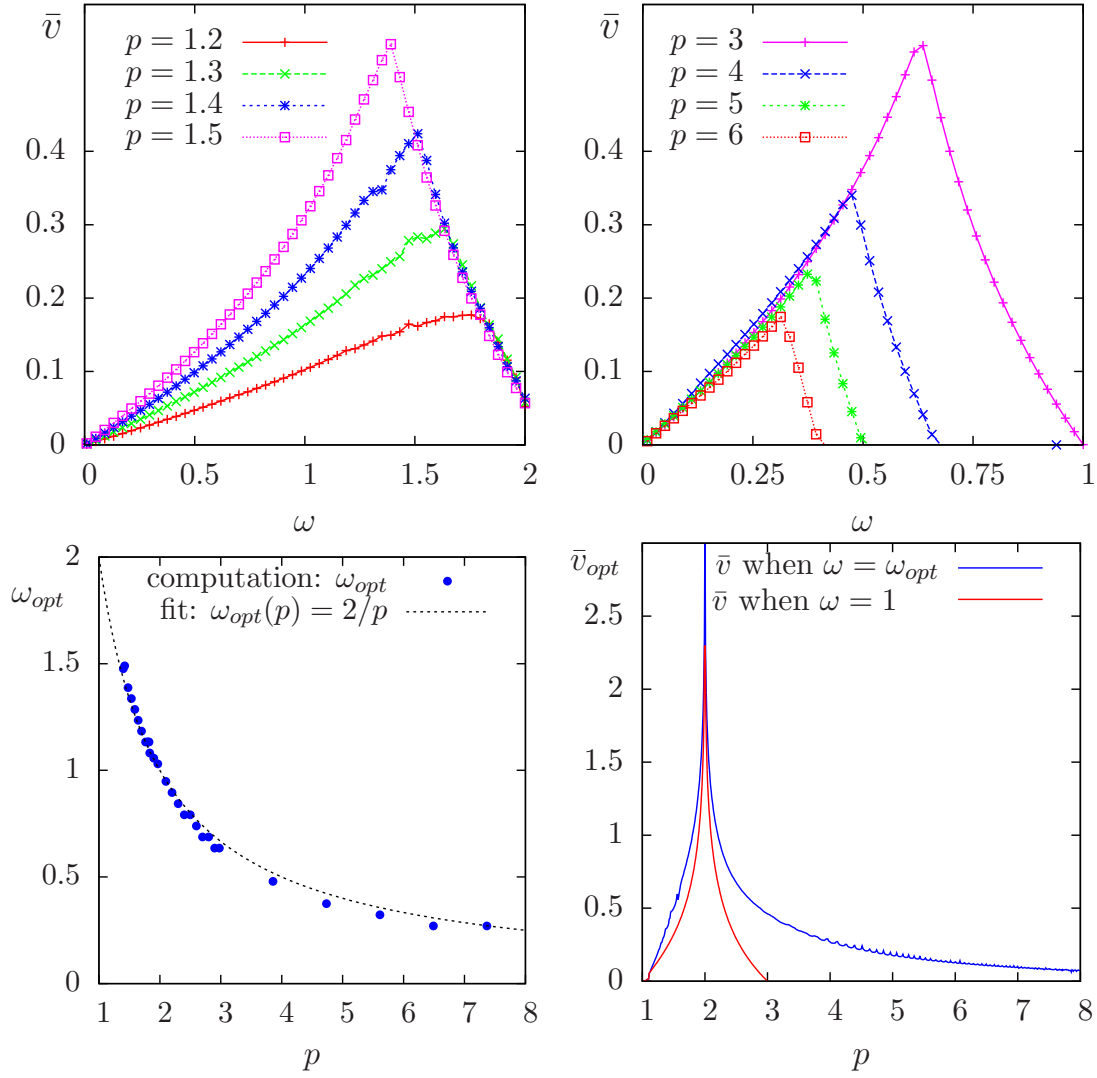 v̄
p = 1.2
p = 1.3
p = 1.4
p = 1.5
0.4
0.3
0.2
0.1
0
0 0.5 1 1.5 2
ω
v̄
p = 3
p = 4
p = 5
p = 6
0.4
0.3
0.2
0.1
0
0 0.25 0.5 0.75 1
ω
ω_opt
computation: ω_opt
fit: ω_opt(p) = 2/p
2
1.5
1
0.5
0
1 2 3 4 5 6 7 8
p
v̄_opt
v̄ when ω = ω_opt
v̄ when ω = 1
2.5
2
1.5
1
0.5
0
1 2 3 4 5 6 7 8
p